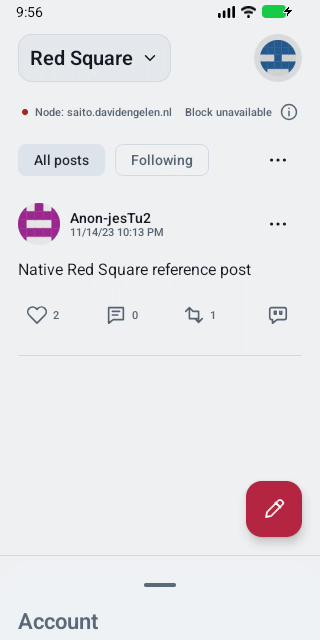 9:56
Red Square
Node: saito.davidengelen.nl Block unavailable
All posts Following
Anon-jesTu2
11/14/23 10:13 PM
Native Red Square reference post
2 0 1
Account